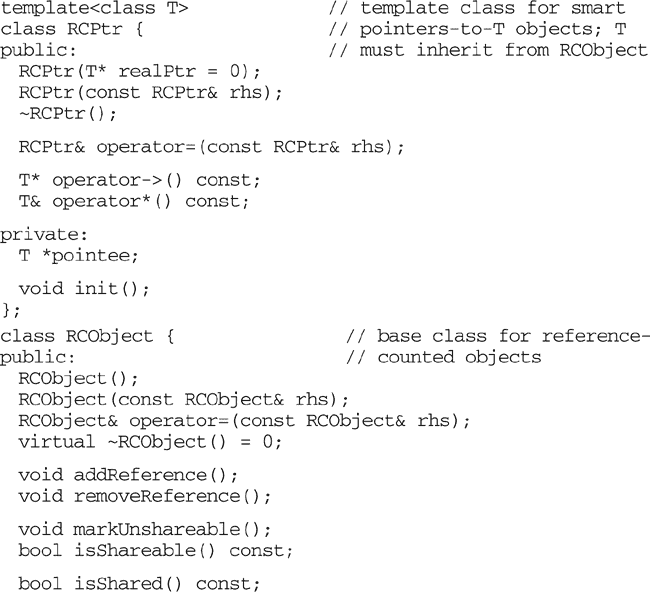 template<class T>                // template class for smart
class RCPtr {                    // pointers-to-T objects; T
public:                          // must inherit from RCObject
  RCPtr(T* realPtr = 0);
  RCPtr(const RCPtr& rhs);
  ~RCPtr();
  RCPtr& operator=(const RCPtr& rhs);
  T* operator->() const;
  T& operator*() const;
private:
  T *pointee;
  void init();
};
class RCObject {                   // base class for reference-
public:                            // counted objects
  RCObject();
  RCObject(const RCObject& rhs);
  RCObject& operator=(const RCObject& rhs);
  virtual ~RCObject() = 0;
  void addReference();
  void removeReference();
  void markUnshareable();
  bool isShareable() const;
  bool isShared() const;